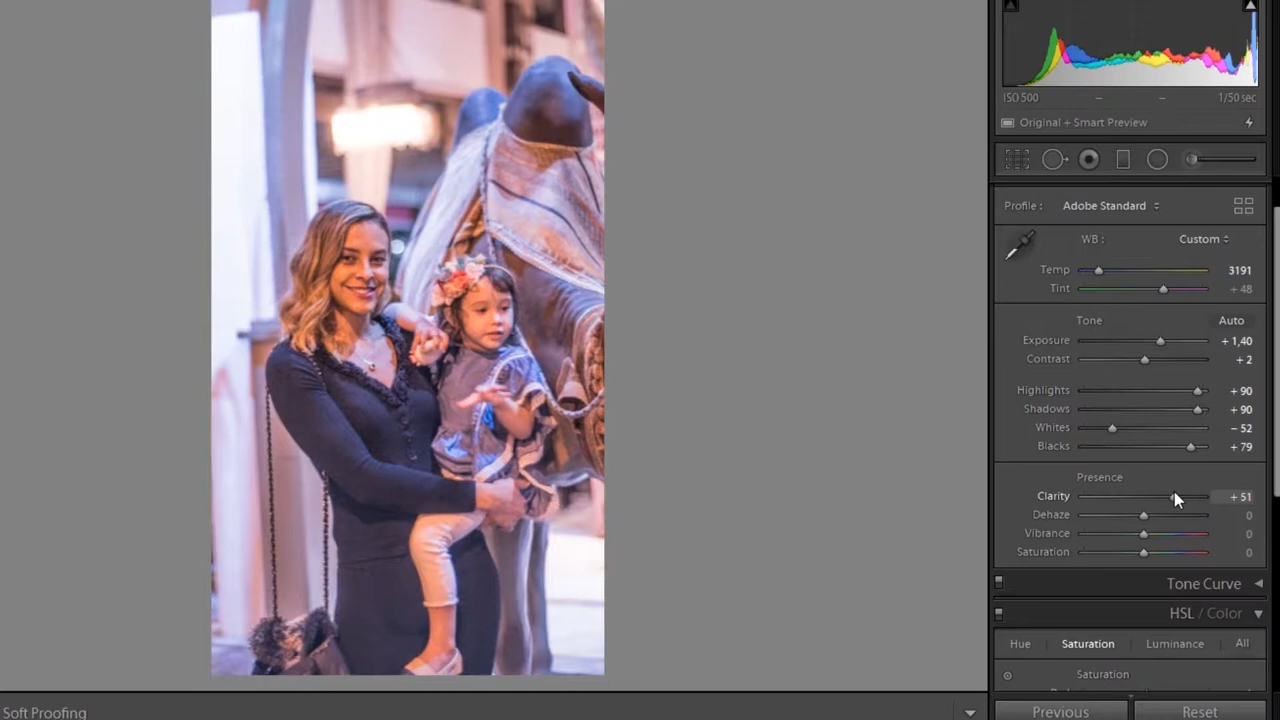 ISO 500 – – 1/50 sec
Original + Smart Preview
Profile : Adobe Standard
WB : Custom
Temp 3191
Tint + 48
Tone Auto
Exposure + 1,40
Contrast + 2
Highlights + 90
Shadows + 90
Whites – 52
Blacks + 79
Presence
Clarity + 51
Dehaze 0
Vibrance 0
Saturation 0
Tone Curve
HSL / Color
Hue Saturation Luminance All
Saturation
Previous Reset
Soft Proofing